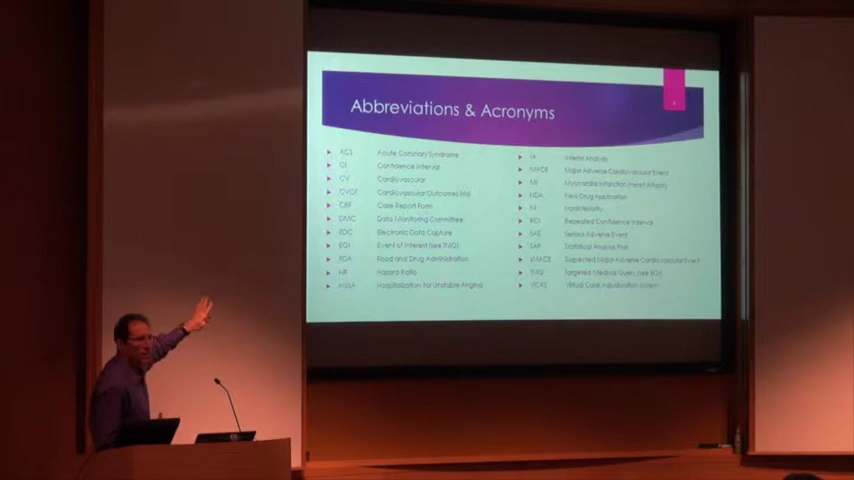 Abbreviations & Acronyms
ACS Acute Coronary Syndrome
CI Confidence Interval
CV Cardiovascular
CVOT Cardiovascular Outcomes Trial
CRF Case Report Form
DMC Data Monitoring Committee
EDC Electronic Data Capture
EOI Event of Interest (see TMQ)
FDA Food and Drug Administration
HR Hazard Ratio
HUSA Hospitalization for Unstable Angina
IA Interim Analysis
MACE Major Adverse Cardiovascular Event
MI Myocardial Infarction (Heart Attack)
NDA New Drug Application
NI Noninferiority
RCI Repeated Confidence Interval
SAE Serious Adverse Event
SAP Statistical Analysis Plan
Suspected Major Adverse Cardiovascular Event
TMQ Targeted Medical Query (see EOI)
VCAS Virtual Case Adjudication System